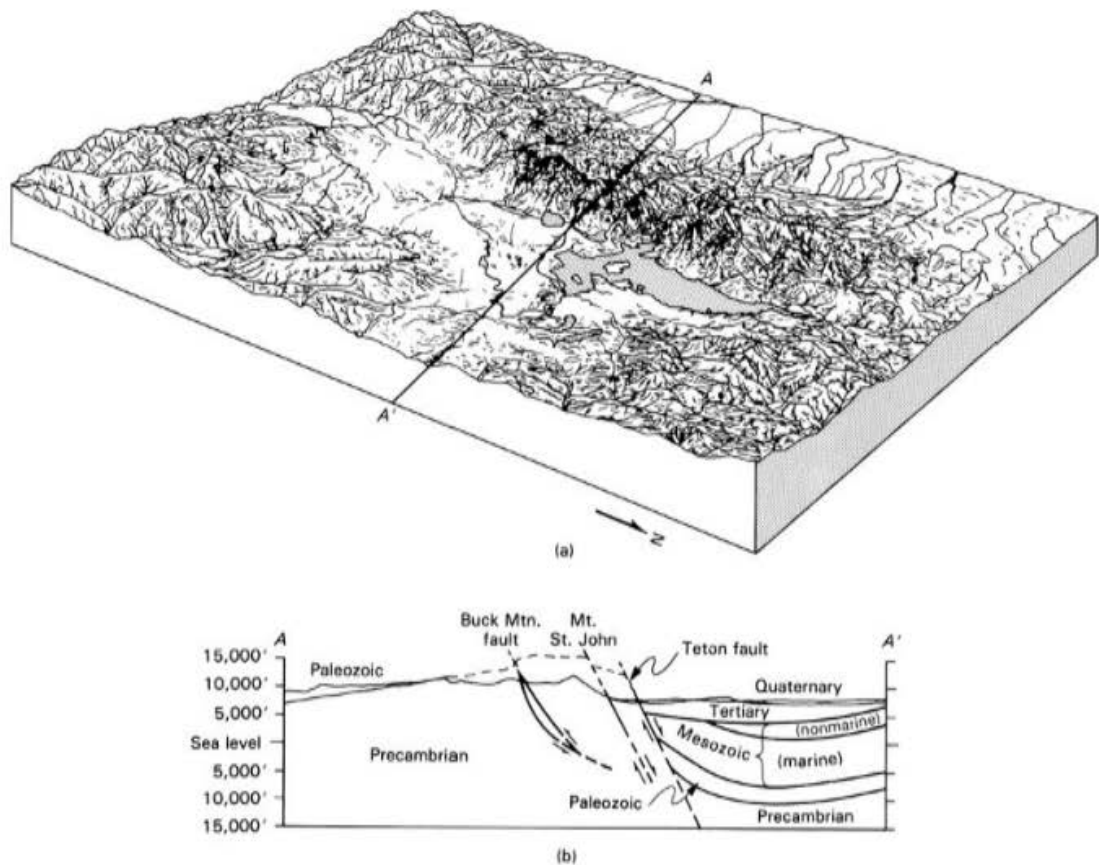 A
A'
N
(a)
Buck Mtn.
fault
Mt.
St. John
A
A'
15,000'
10,000'
5,000'
Sea level
5,000'
10,000'
15,000'
Paleozoic
Teton fault
Quaternary
Tertiary
(nonmarine)
Mesozoic
(marine)
Precambrian
Paleozoic
Precambrian
(b)